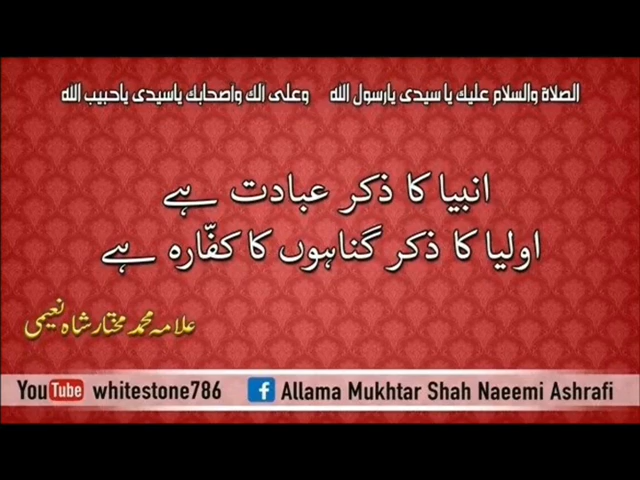 الصلاة والسلام عليك يا سيدى يارسول الله وعلى الك واصحابك ياسيدى ياحبيب الله
انبیا کا ذکر عبادت ہے
اولیا کا ذکر گناہوں کا کفّارہ ہے
علامہ محمد مختار شاہ نعیمی
YouTube whitestone786 f Allama Mukhtar Shah Naeemi Ashrafi